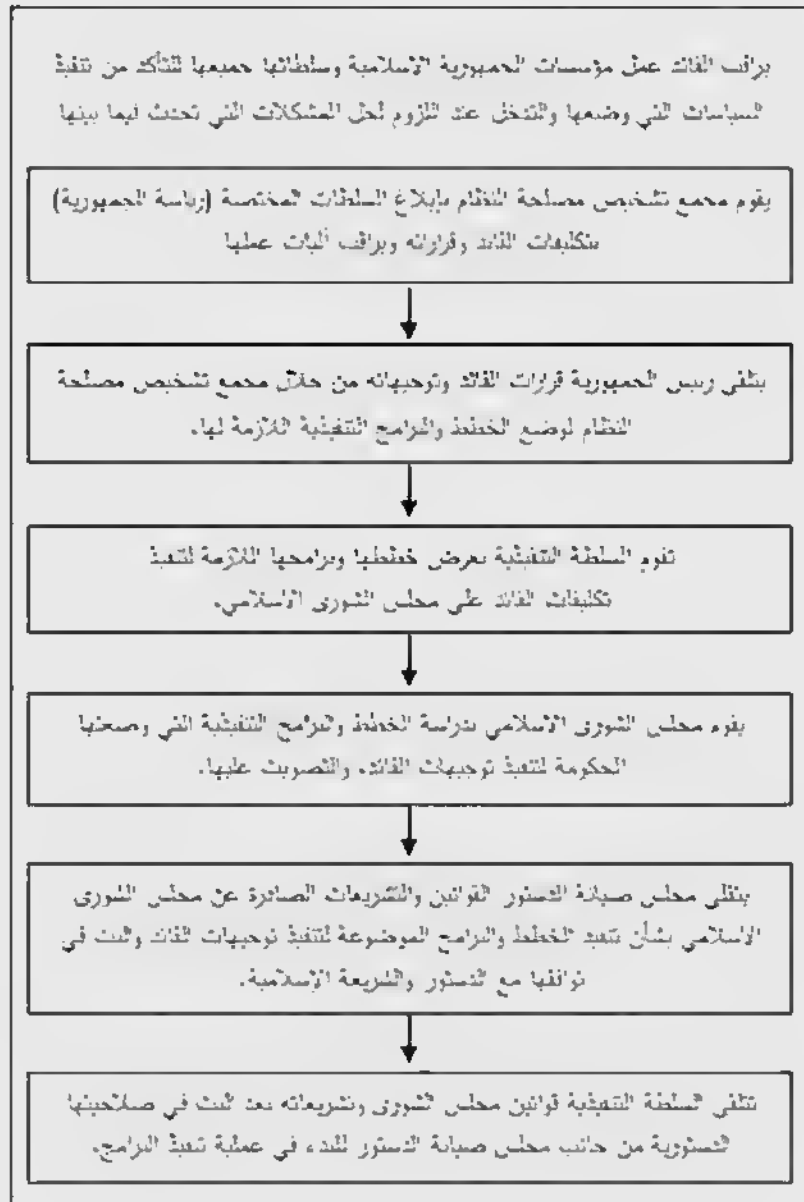 يراقب القائد عمل مؤسسات الجمهورية الاسلامية وسلطاتها جميعها للتأكد من تنفيذ
السياسات التي وضعها والتدخل عند اللزوم لحل المشكلات التي تحدث فيما بينها
يقوم مجمع تشخيص مصلحة النظام بإبلاغ السلطات المختصة (رئاسة الجمهورية)
بتكليفات القائد وقراراته ويراقب آليات عملها
يتلقى رئيس الجمهورية قرارات القائد وتوجيهاته من خلال مجمع تشخيص مصلحة
النظام لوضع الخطط والبرامج التنفيذية اللازمة لها.
تقوم السلطة التنفيذية بعرض خططها وبرامجها اللازمة لتنفيذ
تكليفات القائد على مجلس الشورى الاسلامي.
يقوم مجلس الشورى الاسلامي بدراسة الخطط والبرامج التنفيذية التي وضعتها
الحكومة لتنفيذ توجيهات القائد، والتصويت عليها.
يتلقى مجلس صيانة الدستور القوانين والتشريعات الصادرة عن مجلس الشورى
الاسلامي بشأن تنفيذ الخطط والبرامج الموضوعة لتنفيذ توجيهات القائد والبت في
توافقها مع الدستور والشريعة الإسلامية.
تتلقى السلطة التنفيذية قوانين مجلس الشورى وتشريعاته بعد البت في صلاحيتها
الدستورية من جانب مجلس صيانة الدستور للبدء في عملية تنفيذ البرامج.